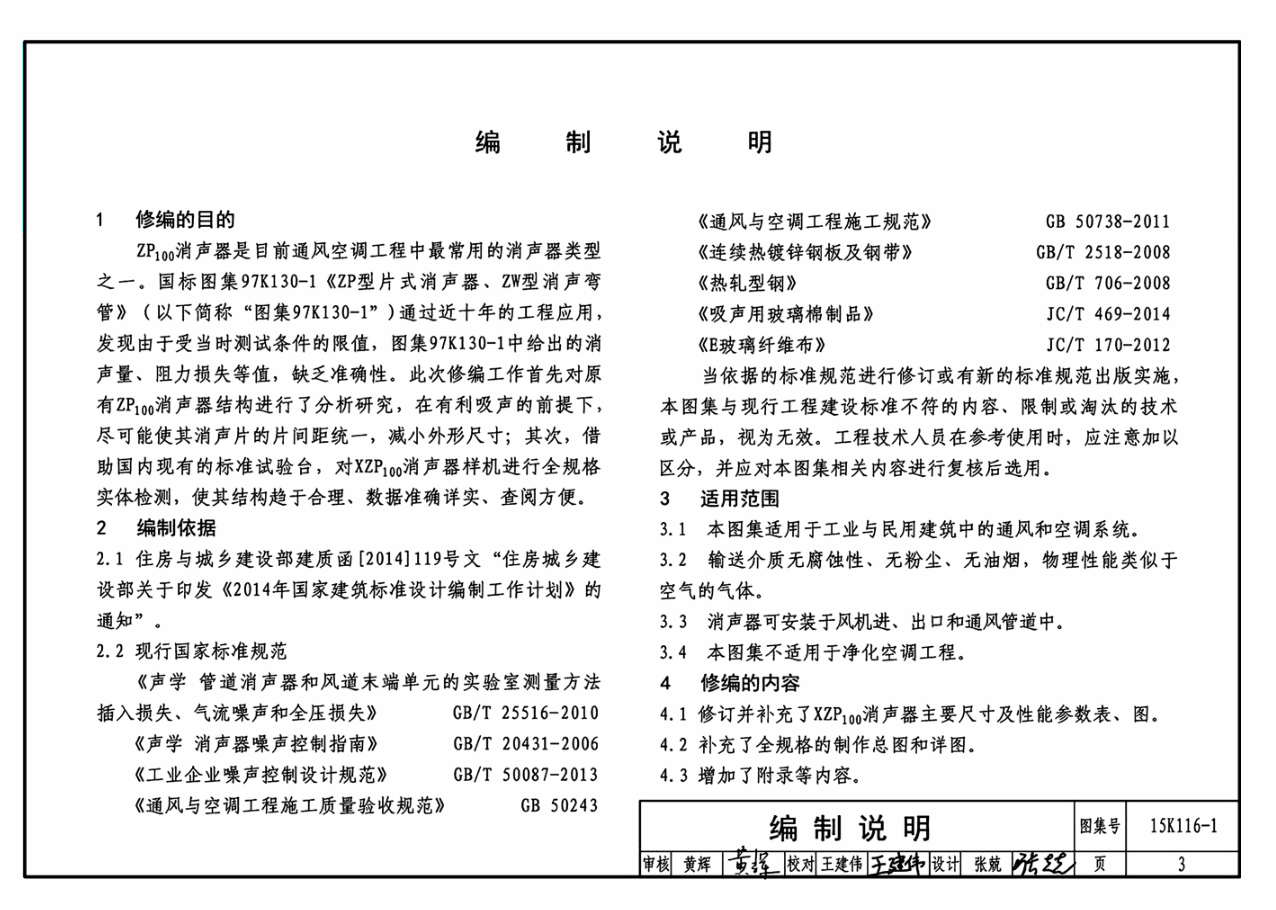 编 制 说 明
1 修编的目的
ZP100消声器是目前通风空调工程中最常用的消声器类型
之一。国标图集97K130-1《ZP型片式消声器、ZW型消声弯
管》（以下简称“图集97K130-1”)通过近十年的工程应用，
发现由于受当时测试条件的限值，图集97K130-1中给出的消
声量、阻力损失等值，缺乏准确性。此次修编工作首先对原
有ZP100消声器结构进行了分析研究，在有利吸声的前提下，
尽可能使其消声片的片间距统一，减小外形尺寸；其次，借
助国内现有的标准试验台，对XZP100消声器样机进行全规格
实体检测，使其结构趋于合理、数据准确详实、查阅方便。
2 编制依据
2.1 住房与城乡建设部建质函[2014]119号文“住房城乡建
设部关于印发《2014年国家建筑标准设计编制工作计划》的
通知”。
2.2 现行国家标准规范
《声学 管道消声器和风道末端单元的实验室测量方法
插入损失、气流噪声和全压损失》 GB/T 25516-2010
《声学 消声器噪声控制指南》 GB/T 20431-2006
《工业企业噪声控制设计规范》 GB/T 50087-2013
《通风与空调工程施工质量验收规范》 GB 50243
《通风与空调工程施工规范》 GB 50738-2011
《连续热镀锌钢板及钢带》 GB/T 2518-2008
《热轧型钢》 GB/T 706-2008
《吸声用玻璃棉制品》 JC/T 469-2014
《E玻璃纤维布》 JC/T 170-2012
当依据的标准规范进行修订或有新的标准规范出版实施，
本图集与现行工程建设标准不符的内容、限制或淘汰的技术
或产品，视为无效。工程技术人员在参考使用时，应注意加以
区分，并应对本图集相关内容进行复核后选用。
3 适用范围
3.1 本图集适用于工业与民用建筑中的通风和空调系统。
3.2 输送介质无腐蚀性、无粉尘、无油烟，物理性能类似于
空气的气体。
3.3 消声器可安装于风机进、出口和通风管道中。
3.4 本图集不适用于净化空调工程。
4 修编的内容
4.1 修订并补充了XZP100消声器主要尺寸及性能参数表、图。
4.2 补充了全规格的制作总图和详图。
4.3 增加了附录等内容。
编 制 说 明 图集号 15K116-1
审核 黄辉 黄辉 校对 王建伟 王建伟 设计 张兢 张兢 页 3